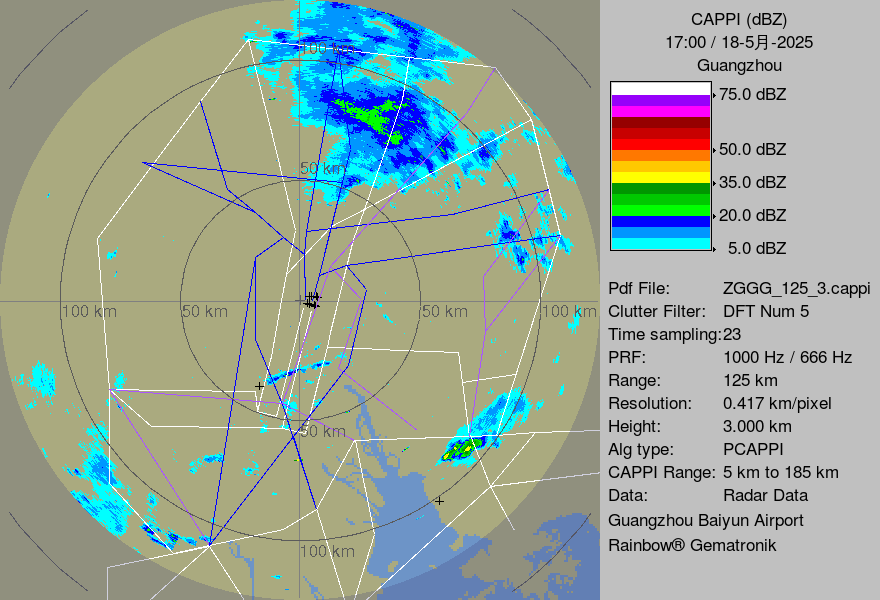 CAPPI (dBZ)
17:00 / 18-5月-2025
Guangzhou
75.0 dBZ
50.0 dBZ
35.0 dBZ
20.0 dBZ
5.0 dBZ
Pdf File: ZGGG_125_3.cappi
Clutter Filter: DFT Num 5
Time sampling:23
PRF: 1000 Hz / 666 Hz
Range: 125 km
Resolution: 0.417 km/pixel
Height: 3.000 km
Alg type: PCAPPI
CAPPI Range: 5 km to 185 km
Data: Radar Data
Guangzhou Baiyun Airport
Rainbow® Gematronik
100 km
50 km
100 km
50 km
50 km
100 km
50 km
100 km